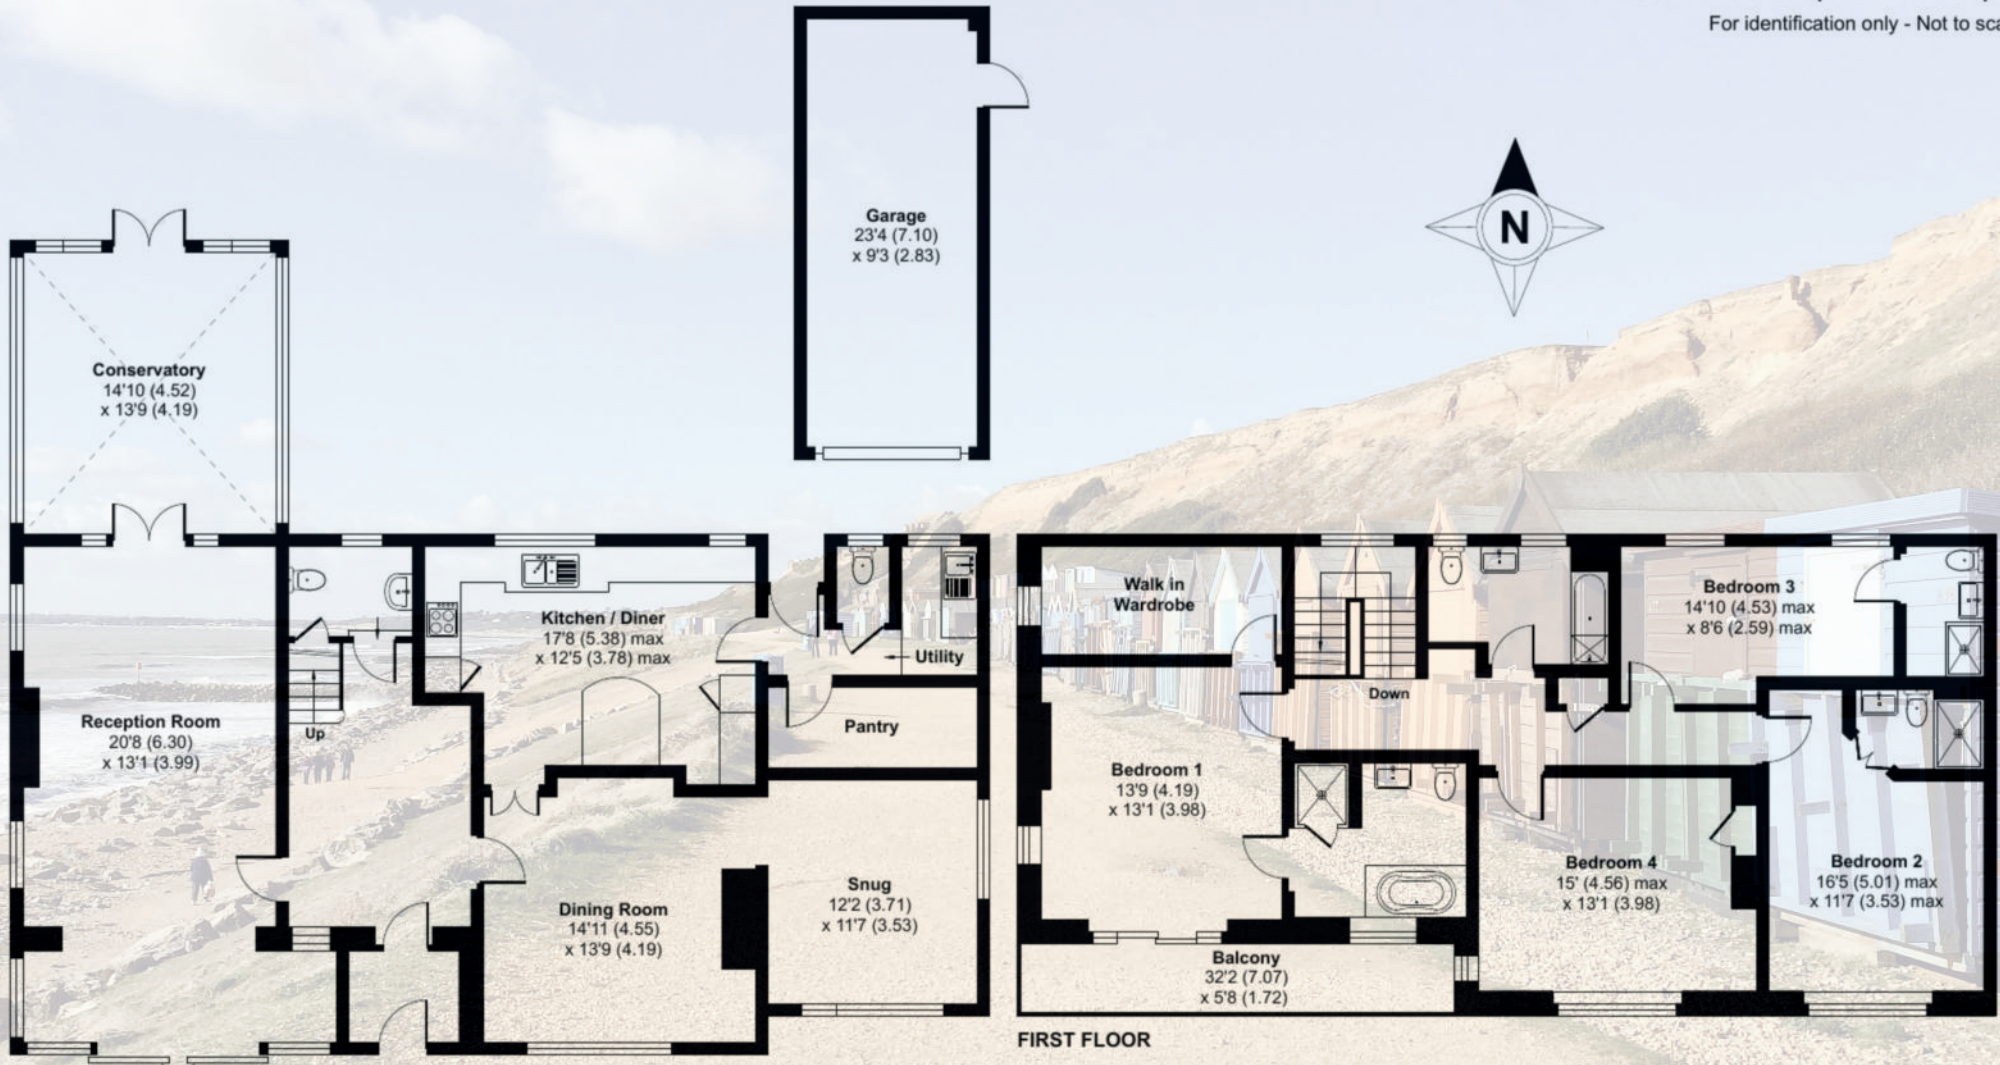 For identification only - Not to sca
Garage
23'4 (7.10)
x 9'3 (2.83)
N
Conservatory
14'10 (4.52)
x 13'9 (4.19)
Kitchen / Diner
17'8 (5.38) max
x 12'5 (3.78) max
Utility
Pantry
Reception Room
20'8 (6.30)
x 13'1 (3.99)
Up
Dining Room
14'11 (4.55)
x 13'9 (4.19)
Snug
12'2 (3.71)
x 11'7 (3.53)
Walk in
Wardrobe
Down
Bedroom 3
14'10 (4.53) max
x 8'6 (2.59) max
Bedroom 1
13'9 (4.19)
x 13'1 (3.98)
Bedroom 4
15' (4.56) max
x 13'1 (3.98)
Bedroom 2
16'5 (5.01) max
x 11'7 (3.53) max
Balcony
32'2 (7.07)
x 5'8 (1.72)
FIRST FLOOR